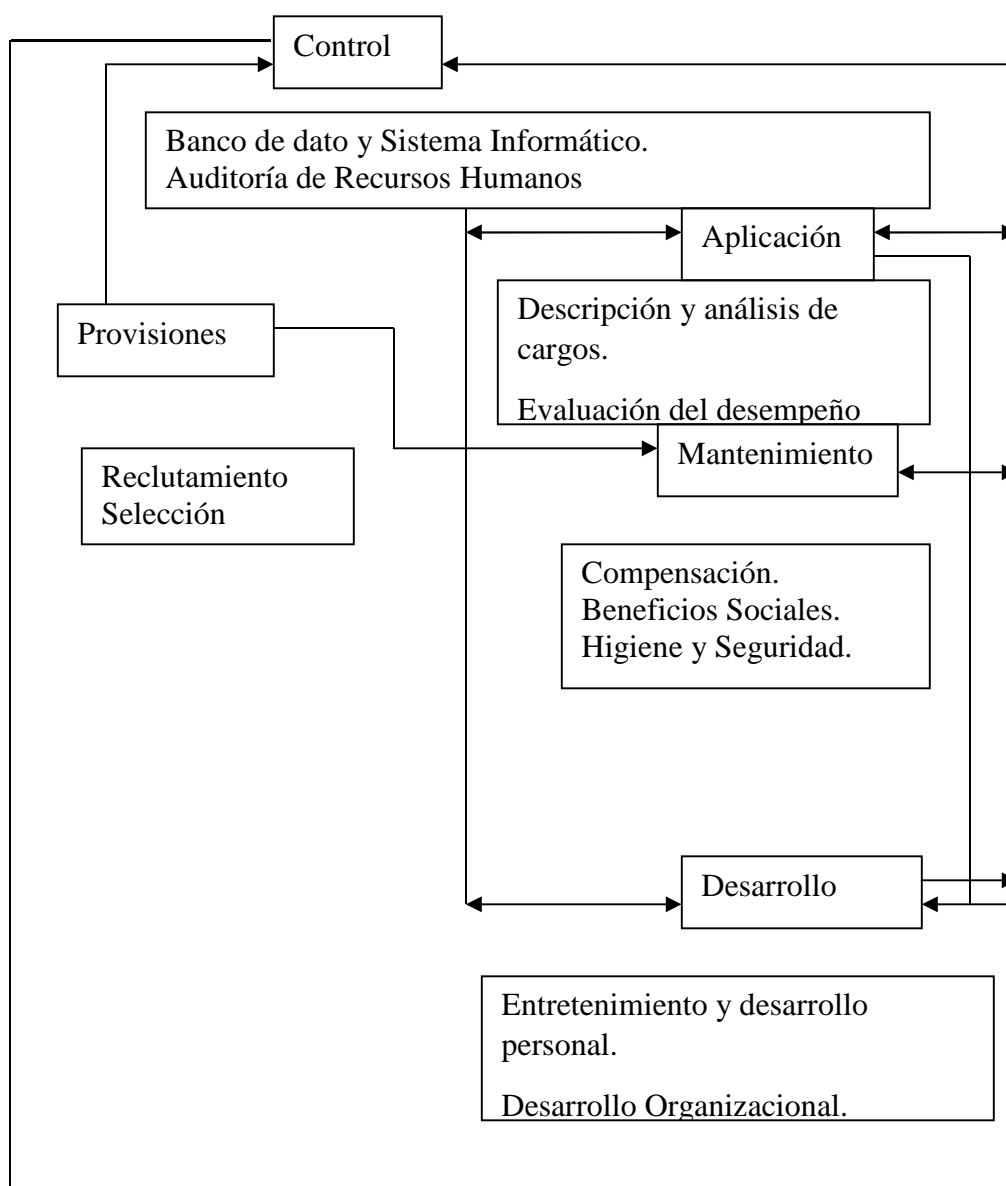 Control
Banco de dato y Sistema Informático.
Auditoría de Recursos Humanos
Aplicación
Descripción y análisis de
cargos.
Evaluación del desempeño
Provisiones
Mantenimiento
Reclutamiento
Selección
Compensación.
Beneficios Sociales.
Higiene y Seguridad.
Desarrollo
Entretenimiento y desarrollo
personal.
Desarrollo Organizacional.